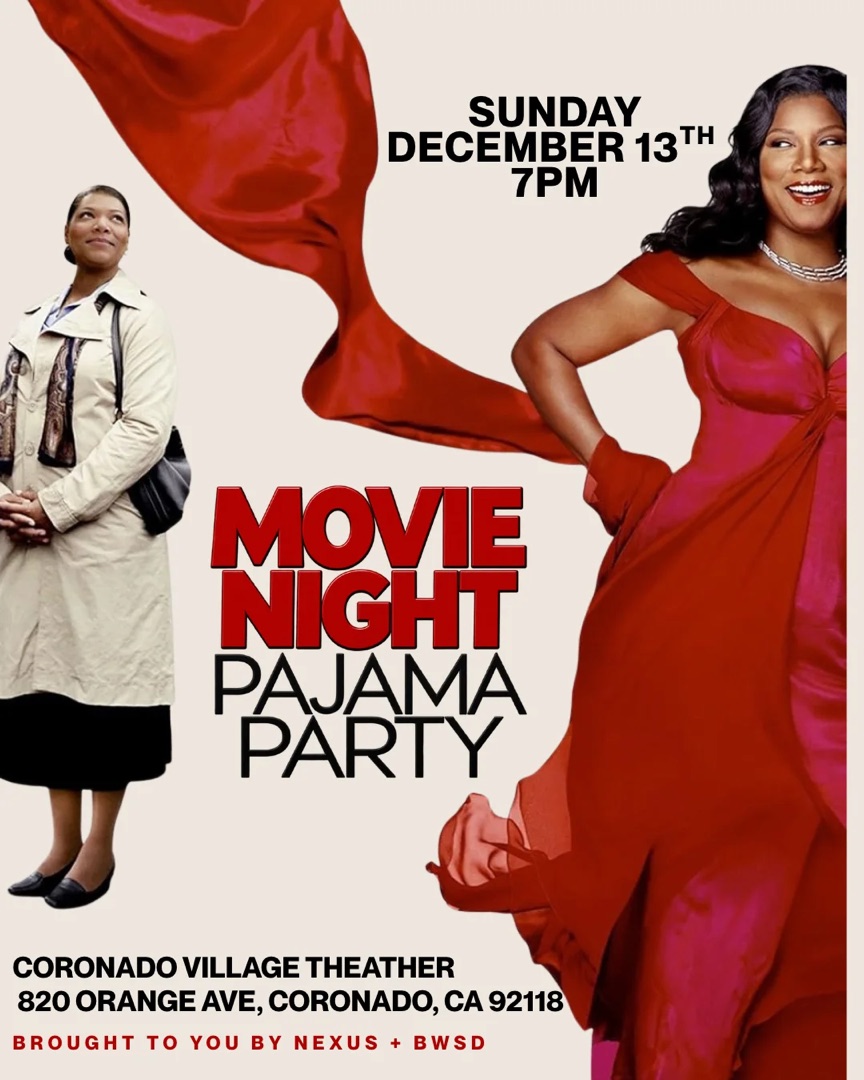 SUNDAY
DECEMBER 13TH
7PM
MOVIE
NIGHT
PAJAMA
PARTY
CORONADO VILLAGE THEATHER
820 ORANGE AVE, CORONADO, CA 92118
BROUGHT TO YOU BY NEXUS + BWSD